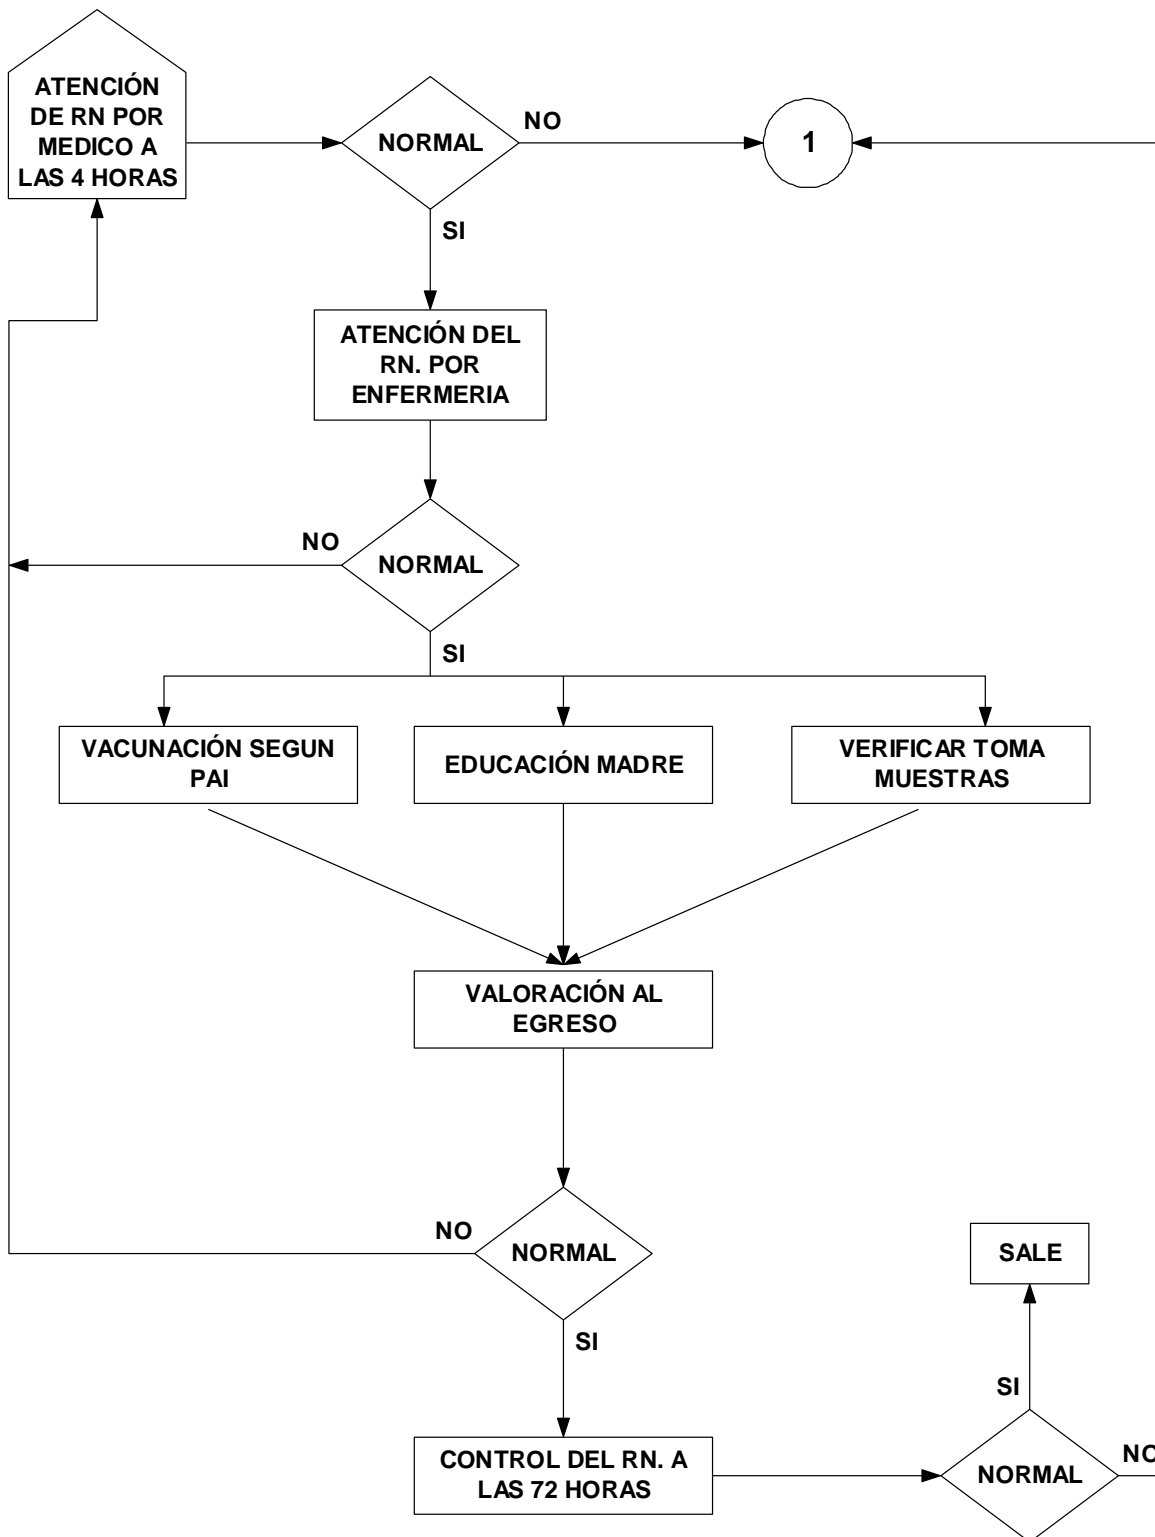 ATENCIÓN
DE RN POR
MEDICO A
LAS 4 HORAS
NORMAL
NO
1
SI
ATENCIÓN DEL
RN. POR
ENFERMERIA
NO
NORMAL
SI
VACUNACIÓN SEGUN
PAI
EDUCACIÓN MADRE
VERIFICAR TOMA
MUESTRAS
VALORACIÓN AL
EGRESO
NO
NORMAL
SALE
SI
SI
CONTROL DEL RN. A
LAS 72 HORAS
NORMAL
NO